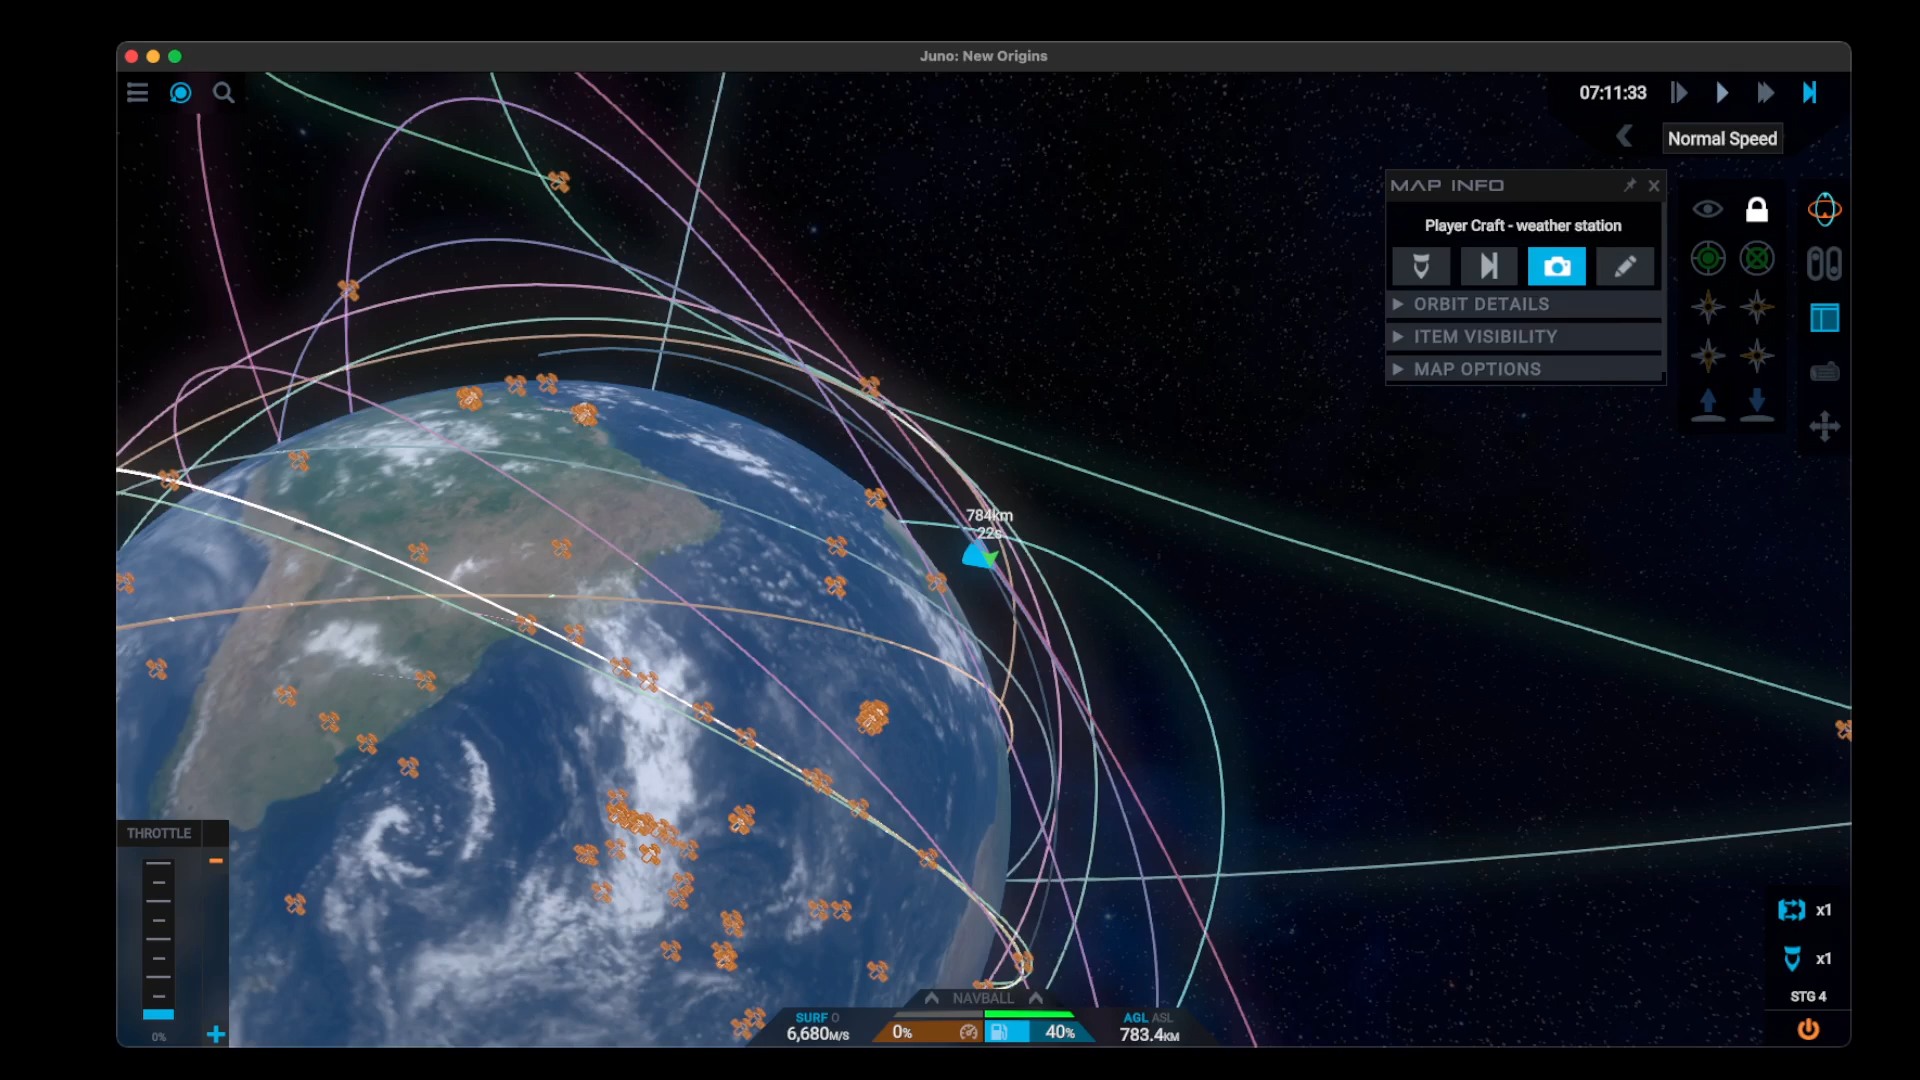 Juno: New Origins
07:11:33
Normal Speed
MAP INFO
Player Craft - weather station
ORBIT DETAILS
ITEM VISIBILITY
MAP OPTIONS
784km
22s
THROTTLE
0%
NAVBALL
SURF O
6,680M/S
0%
40%
AGL ASL
783.4KM
x1
x1
STG 4